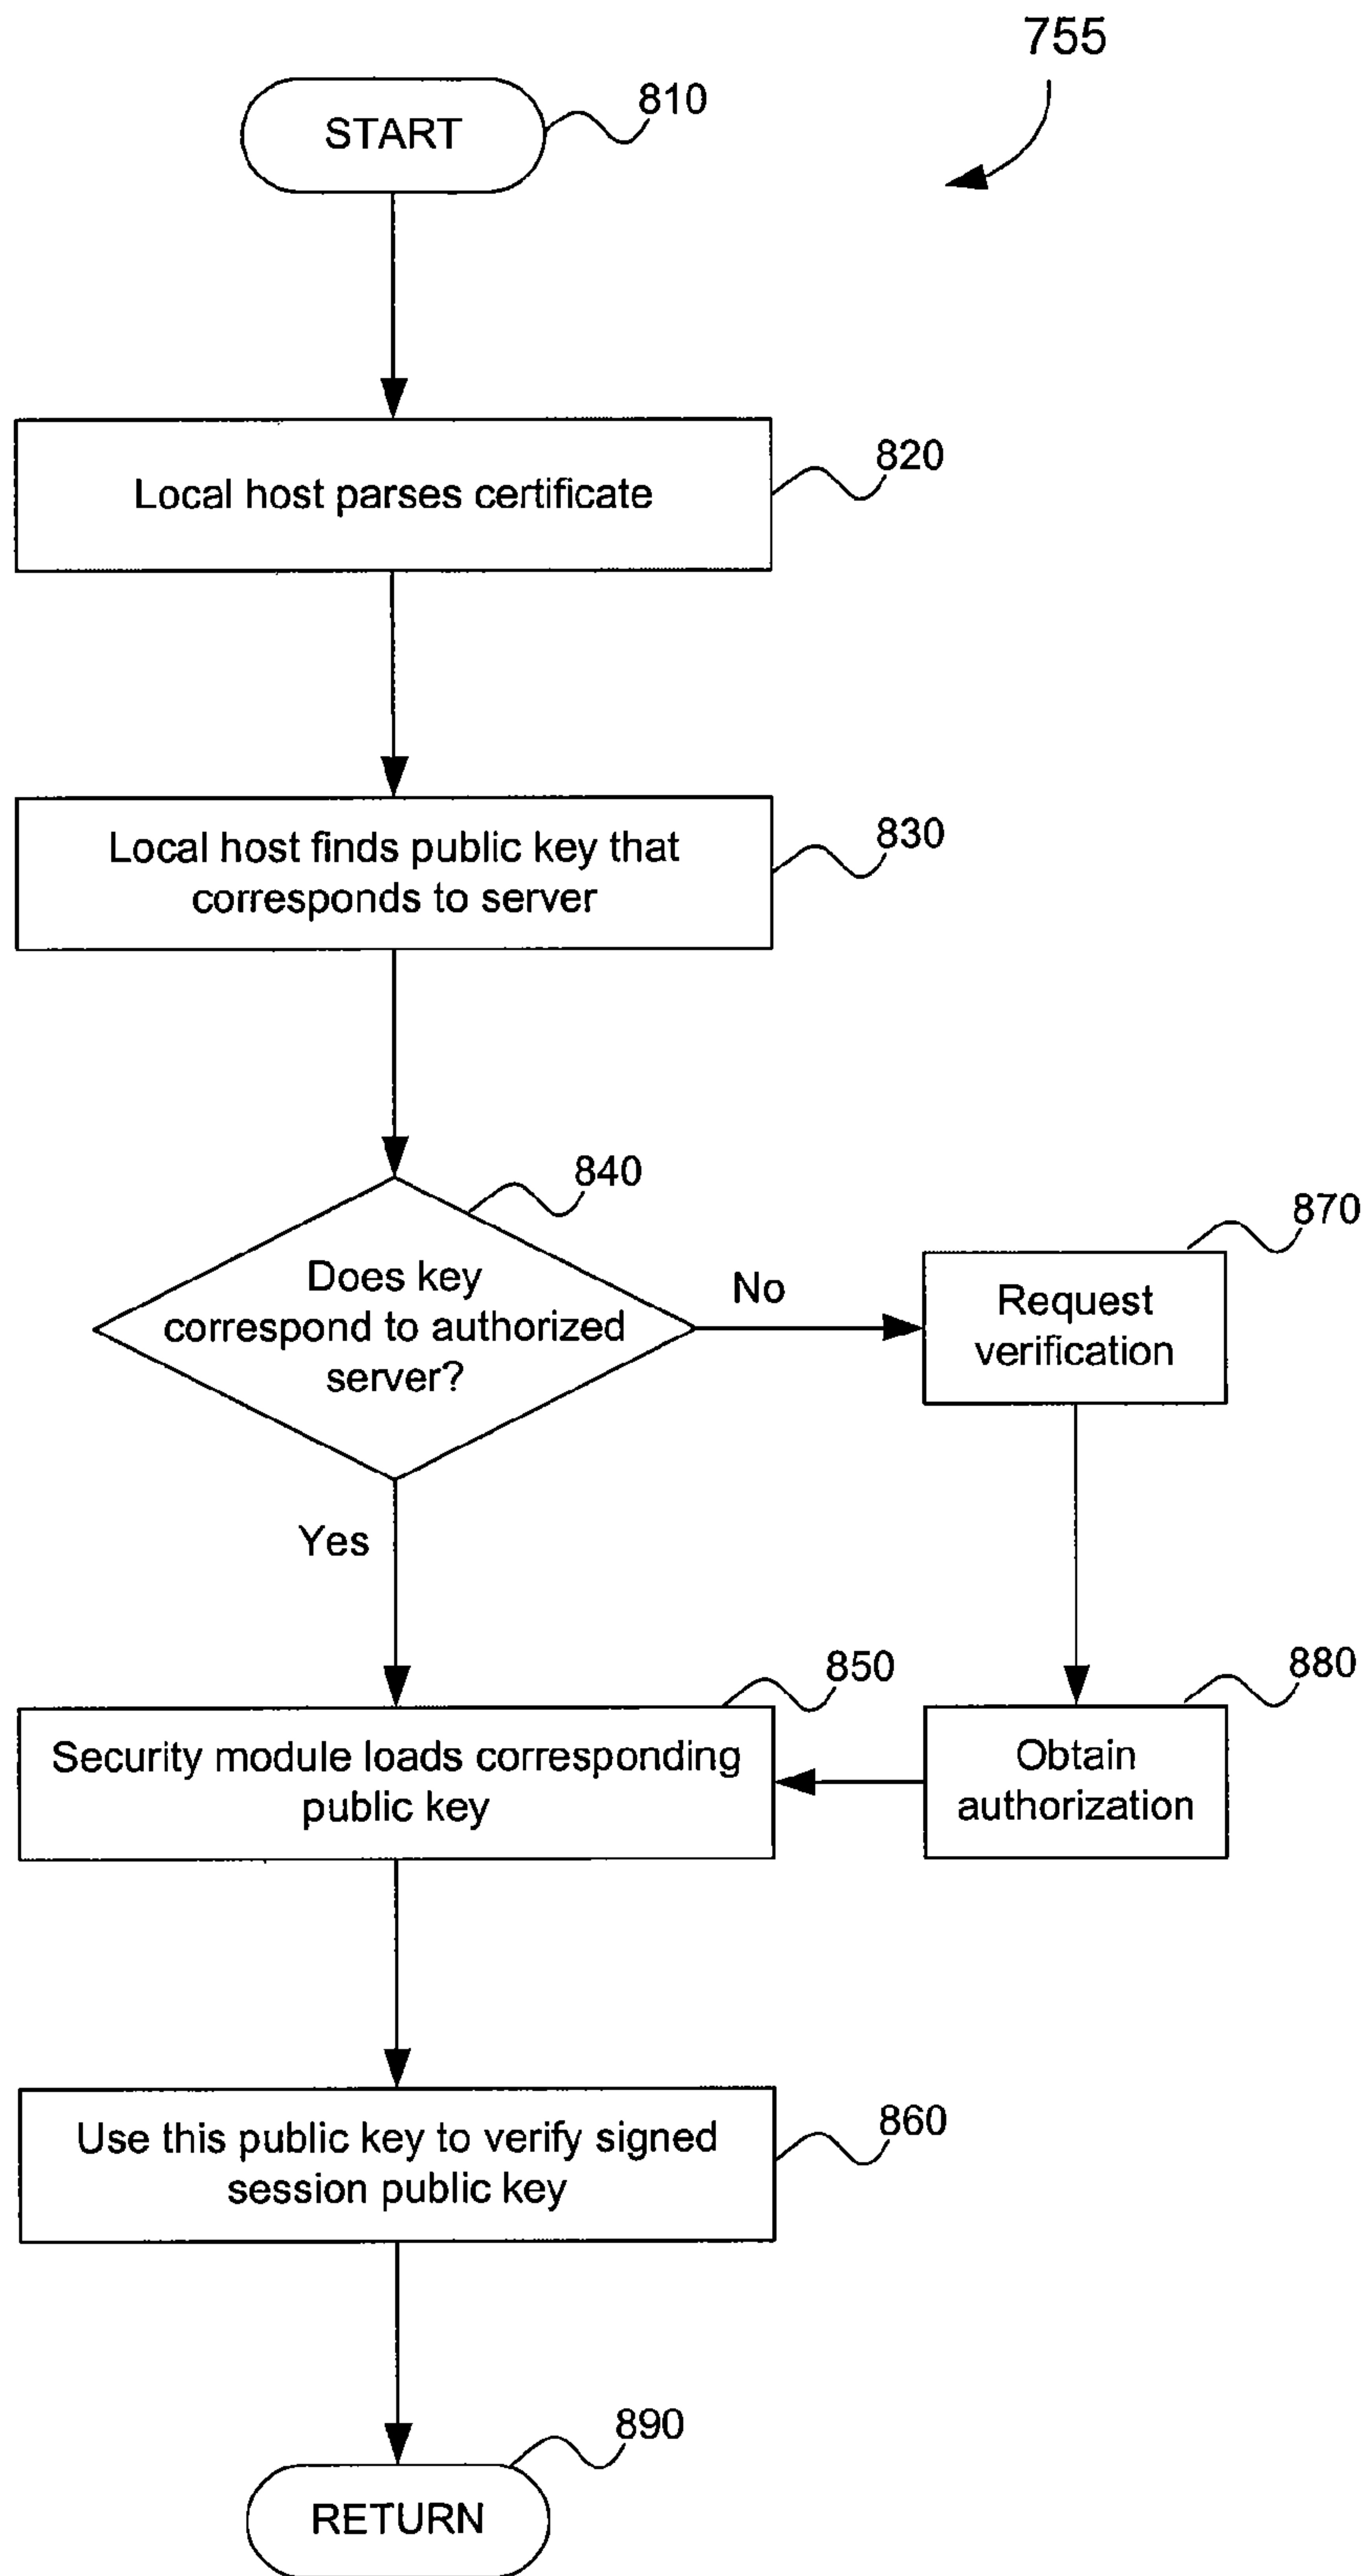 755
START
810
Local host parses certificate
820
Local host finds public key that
corresponds to server
830
840
Does key
correspond to authorized
server?
No
Yes
870
Request
verification
850
Security module loads corresponding
public key
880
Obtain
authorization
860
Use this public key to verify signed
session public key
890
RETURN